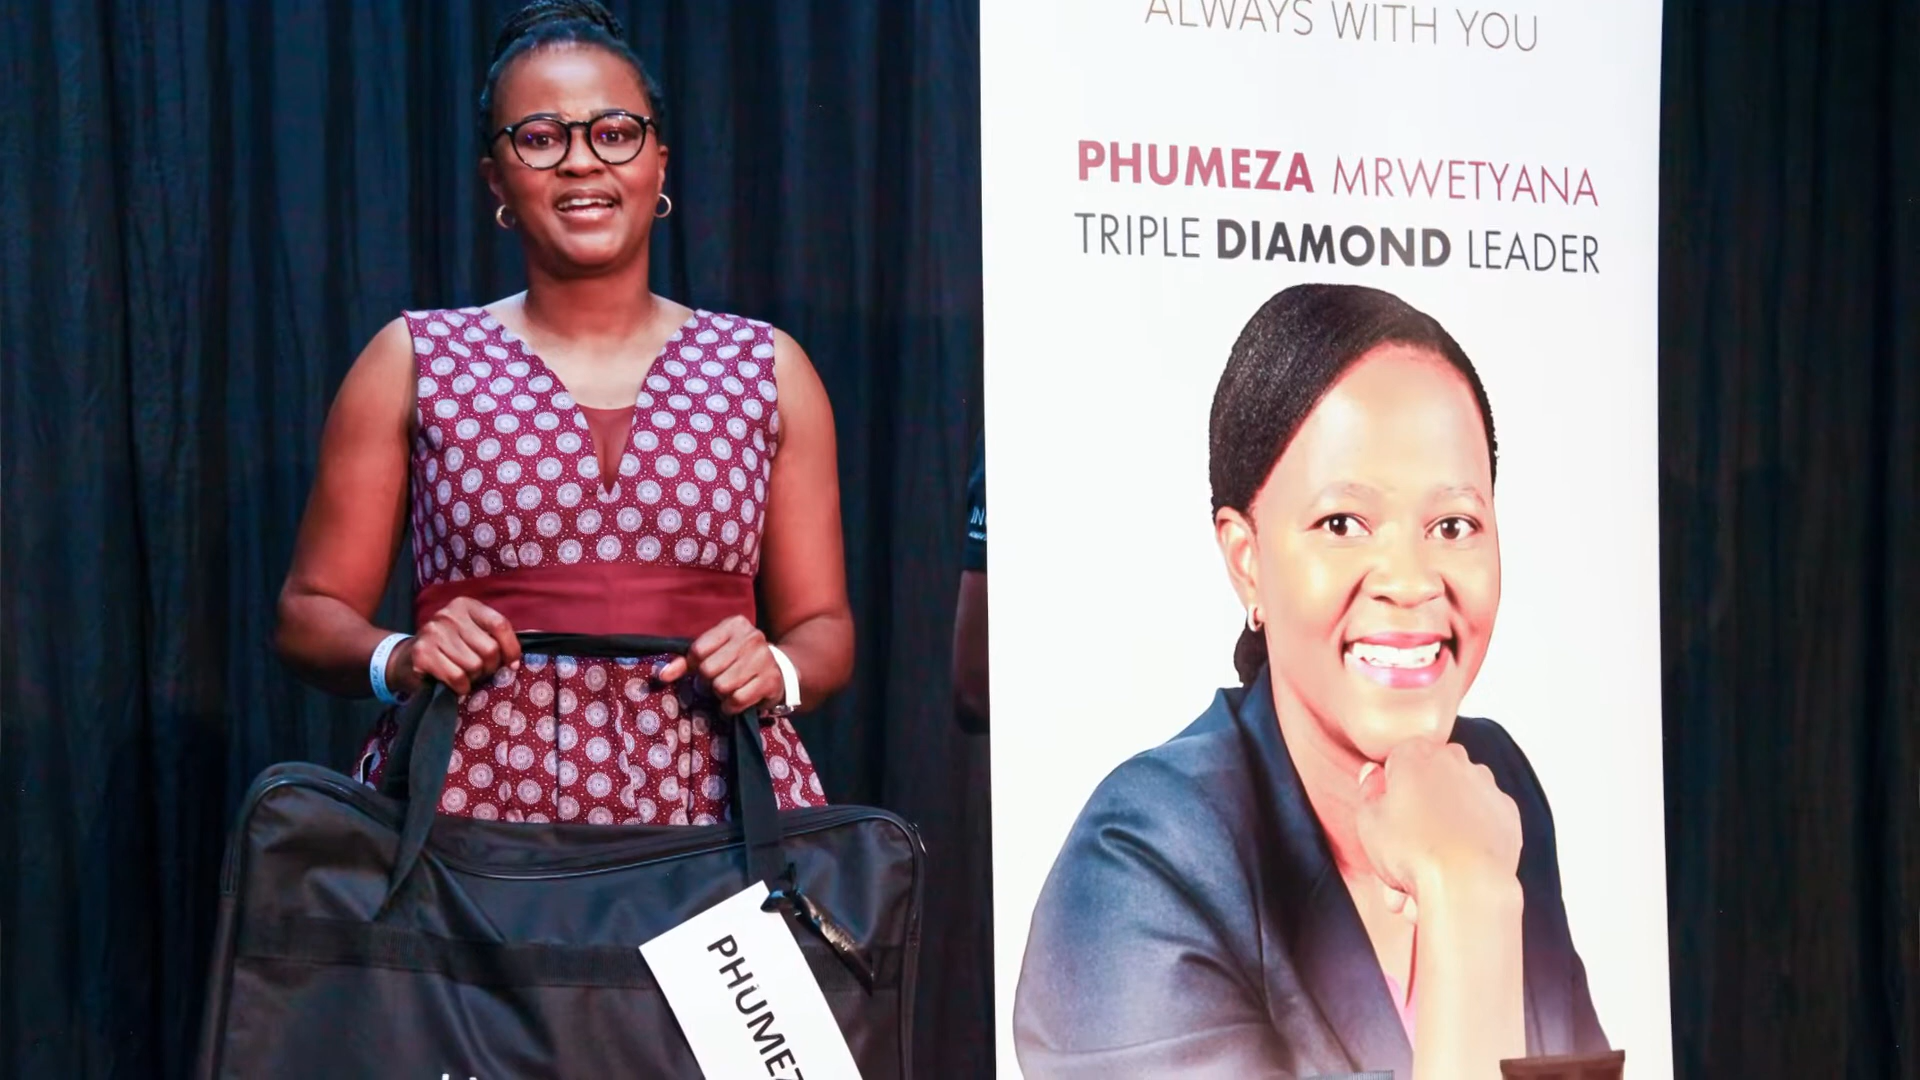 ALWAYS WITH YOU
PHUMEZA MRWETYANA
TRIPLE DIAMOND LEADER
PHUMEZ